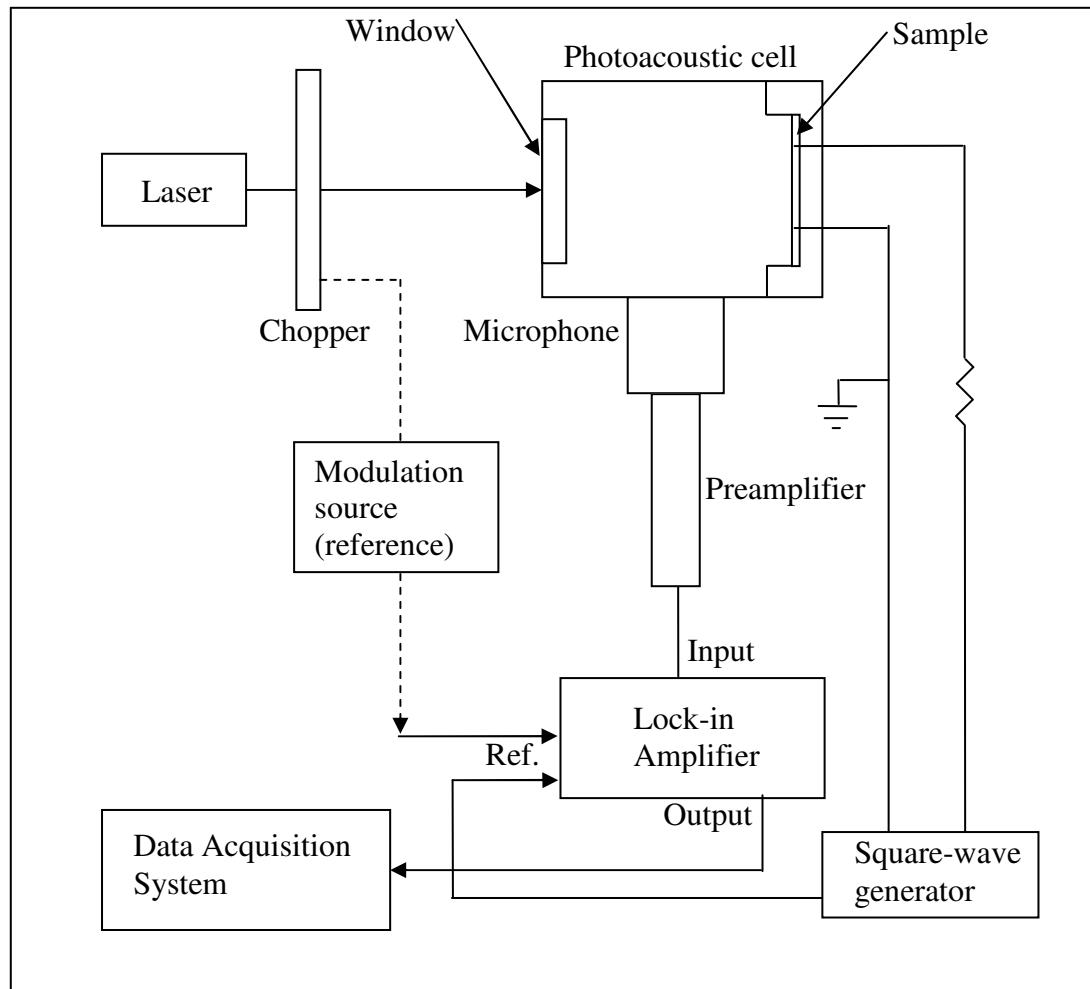 Window
Sample
Photoacoustic cell
Laser
Chopper
Microphone
Modulation
source
(reference)
Preamplifier
Input
Lock-in
Amplifier
Ref.
Output
Data Acquisition
System
Square-wave
generator